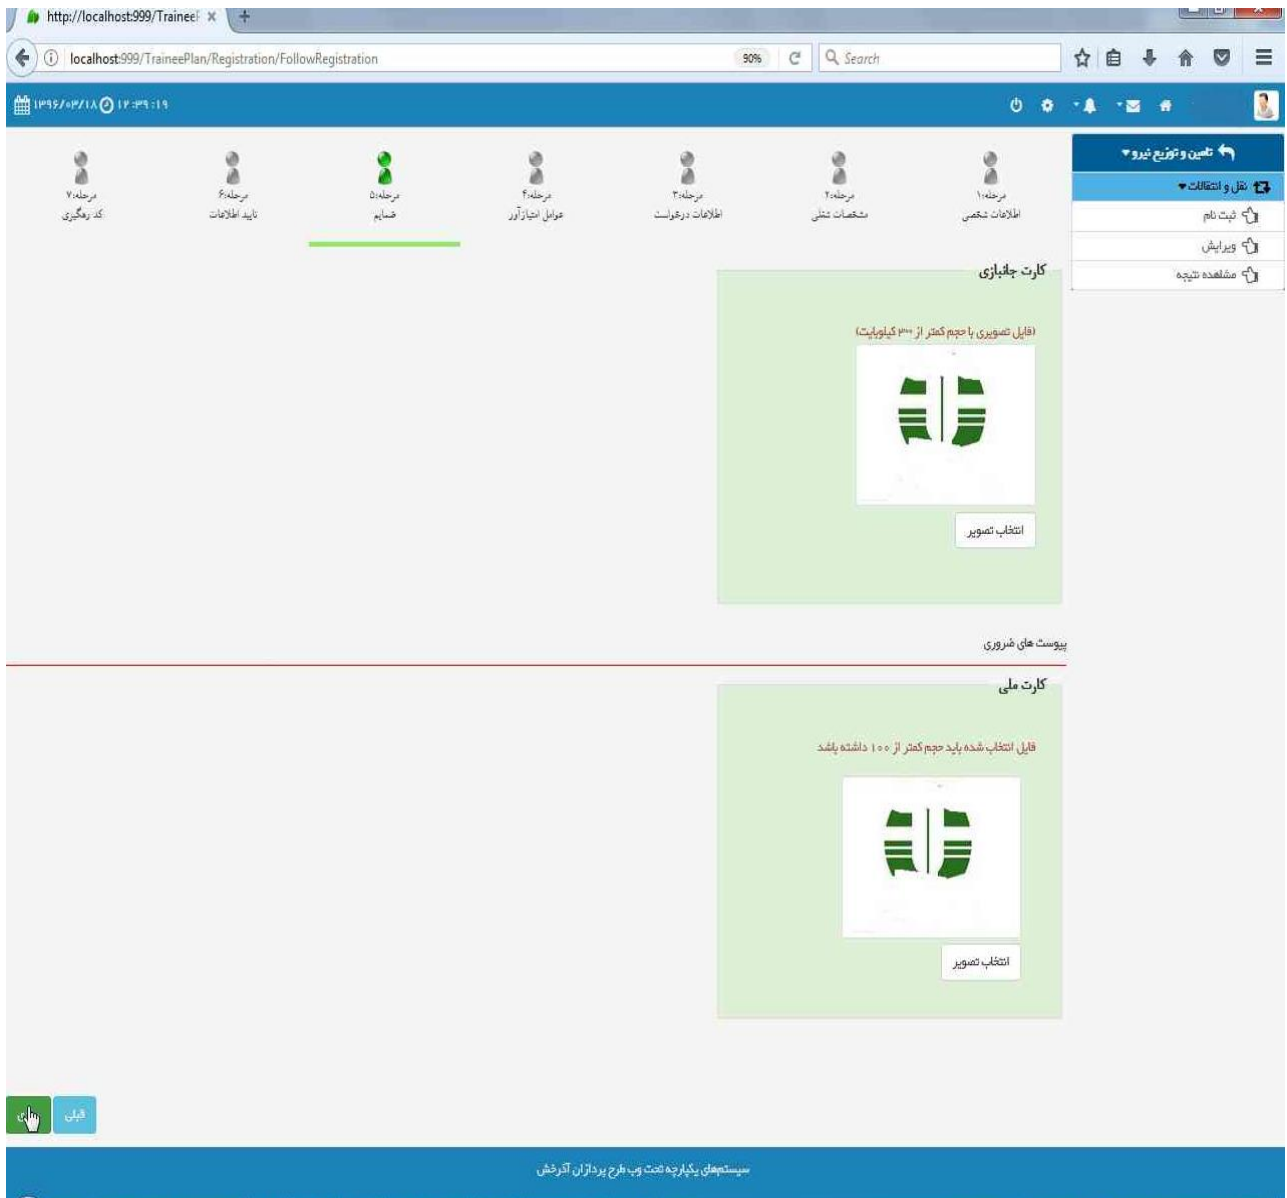 http://localhost:999/TraineeF
localhost:999/TraineePlan/Registration/FollowRegistration
90%
Search
۱۳۹۶/۰۳/۱۸ ۱۲:۳۹:۱۹
تامین و توزیع نیرو
نقل و انتقالات
ثبت نام
ویرایش
مشاهده نتیجه
مرحله:۱
اطلاعات شخصی
مرحله:۲
مشخصات شغلی
مرحله:۳
اطلاعات درخواست
مرحله:۴
عوامل امتیازآور
مرحله:۵
ضمایم
مرحله:۶
تایید اطلاعات
مرحله:۷
کد رهگیری
کارت جانبازی
(فایل تصویری با حجم کمتر از ۳۰۰ کیلوبایت)
انتخاب تصویر
پیوست های ضروری
کارت ملی
فایل انتخاب شده باید حجم کمتر از ۱۰۰ داشته باشد
انتخاب تصویر
قبلی
سیستمهای یکپارچه تحت وب طرح پردازان آذرخش